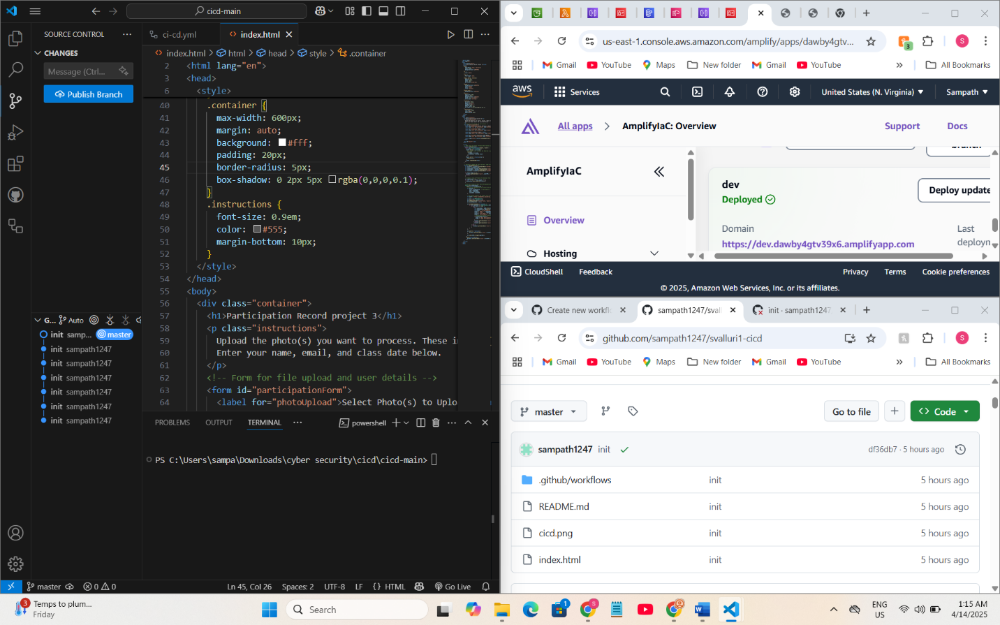 cicd-main
SOURCE CONTROL
CHANGES
Message (Ctrl...
Publish Branch
G...
Auto
init samp... master
init sampath1247
init sampath1247
init sampath1247
init sampath1247
init sampath1247
init sampath1247
ci-cd.yml
index.html
index.html > html > head > style > .container
2 <html lang="en">
3 <head>
6 <style>
40 .container {
41 max-width: 600px;
42 margin: auto;
43 background: #fff;
44 padding: 20px;
45 border-radius: 5px;
46 box-shadow: 0 2px 5px rgba(0,0,0,0.1);
47 }
48 .instructions {
49 font-size: 0.9em;
50 color: #555;
51 margin-bottom: 10px;
52 }
53 </style>
54 </head>
55 <body>
56 <div class="container">
57 <h1>Participation Record project 3</h1>
58 <p class="instructions">
59 Upload the photo(s) you want to process. These i
60 Enter your name, email, and class date below.
61 </p>
62 <!-- Form for file upload and user details -->
63 <form id="participationForm">
64 <label for="photoUpload">Select Photo(s) to Uplo
PROBLEMS OUTPUT TERMINAL
powershell
PS C:\Users\sampa\Downloads\cyber security\cicd\cicd-main>
master
0 0
Ln 45, Col 26
Spaces: 2
UTF-8
LF
{ } HTML
Go Live
us-east-1.console.aws.amazon.com/amplify/apps/dawby4gtv...
3
S
Gmail
YouTube
Maps
New folder
Gmail
YouTube
All Bookmarks
aws
Services
United States (N. Virginia)
Sampath
All apps
AmplifyIaC: Overview
Support
Docs
AmplifyIaC
Overview
Hosting
branch
dev
Deployed
Deploy update
Domain
https://dev.dawby4gtv39x6.amplifyapp.com
Last
deploym
CloudShell
Feedback
Privacy
Terms
Cookie preferences
© 2025, Amazon Web Services, Inc. or its affiliates.
Create new workfl
sampath1247/sval
init · sampath1247
github.com/sampath1247/svalluri1-cicd
S
Gmail
YouTube
Maps
New folder
Gmail
YouTube
All Bookmarks
master
Go to file
Code
sampath1247 init
df36db7 · 5 hours ago
.github/workflows init 5 hours ago
README.md init 5 hours ago
cicd.png init 5 hours ago
index.html init 5 hours ago
3
Temps to plum...
Friday
Search
1
S
ENG
US
1:15 AM
4/14/2025